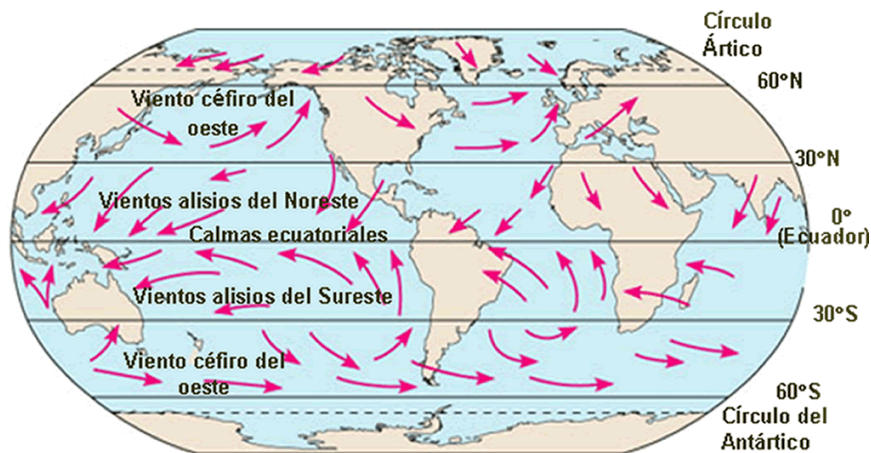 Círculo
Ártico
60°N
Viento céfiro del
oeste
30°N
Vientos alisios del Noreste
0°
Calmas ecuatoriales
(Ecuador)
Vientos alisios del Sureste
30°S
Viento céfiro del
oeste
60°S
Círculo del
Antártico